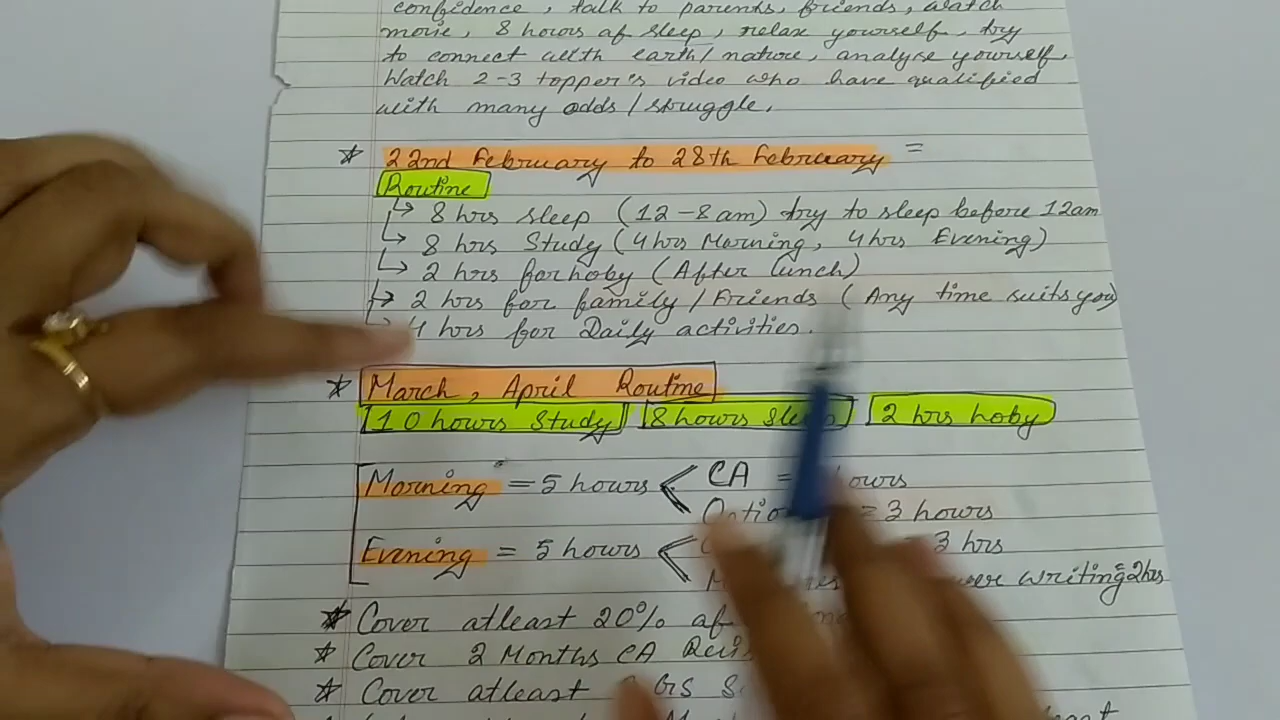 confidence, talk to parents, friends, watch
movie, 8 hours of sleep, relax yourself, try
to connect with earth/nature, analyse yourself,
Watch 2-3 topper's video who have qualified
with many odds/struggle.
* 22nd February to 28th February =
Routine
8 hrs sleep (12-8am) try to sleep before 12am
8 hrs Study (4hrs Morning, 4hrs Evening)
2 hrs for hoby (After lunch)
2 hrs for family/Friends (Any time suits you)
4 hrs for Daily activities.
* March, April Routine
10 hours Study 8 hours 2 hrs hoby
Morning = 5 hours < CA =
= 3 hours
Evening = 5 hours < 3 hrs
writing=2hrs
* Cover atleast 20% of
* Cover 2 Months CA
* Cover atleast